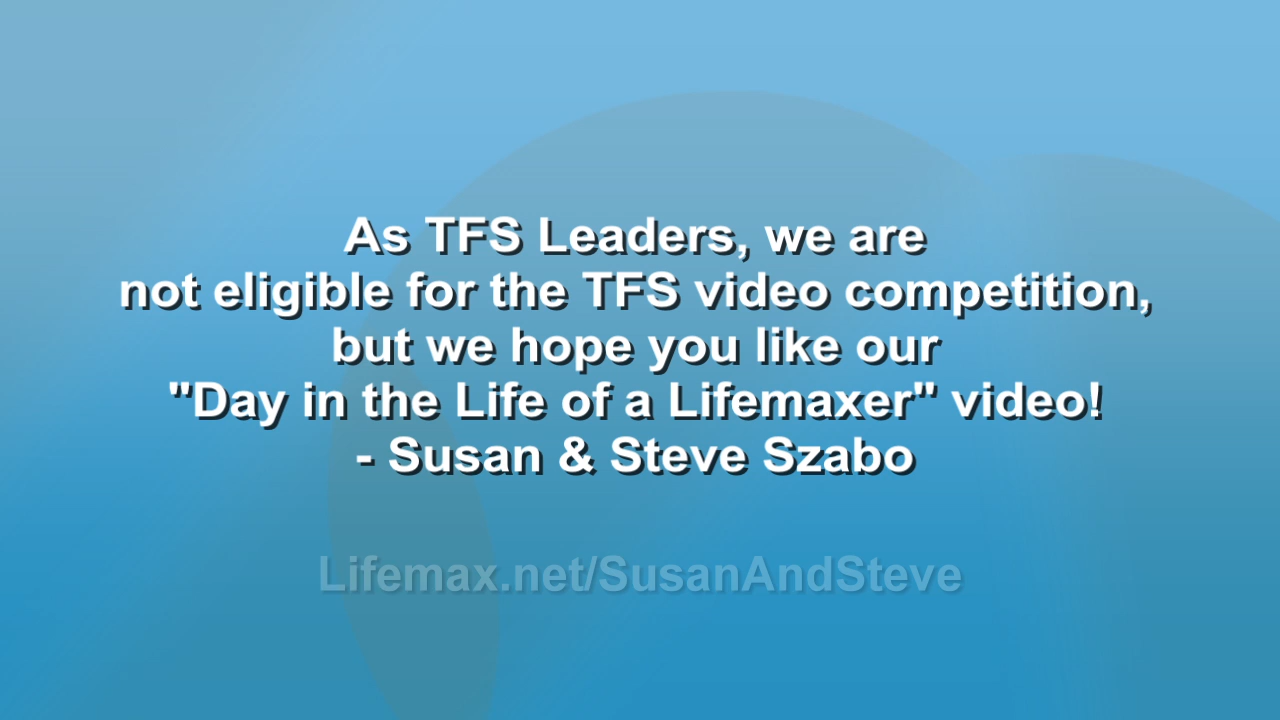 As TFS Leaders, we are
not eligible for the TFS video competition,
but we hope you like our
"Day in the Life of a Lifemaxer" video!
- Susan & Steve Szabo
Lifemax.net/SusanAndSteve